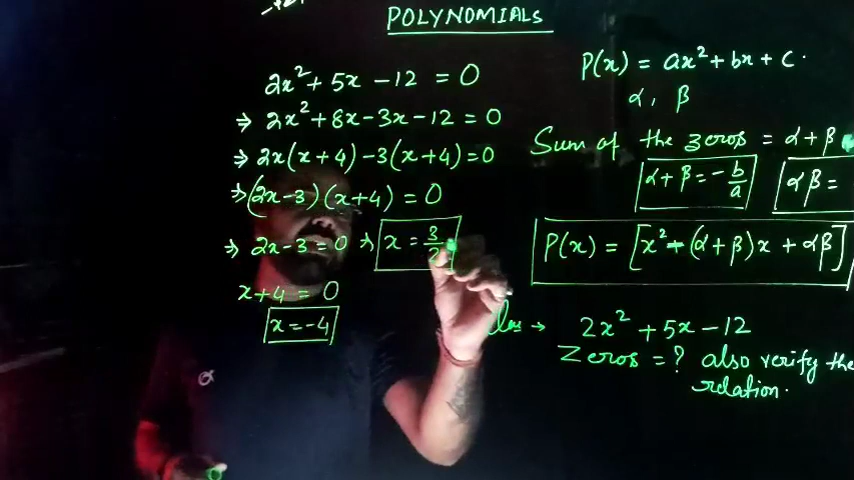 POLYNOMIALS
2x² + 5x - 12 = 0
⇒ 2x² + 8x - 3x - 12 = 0
⇒ 2x(x + 4) - 3(x + 4) = 0
⇒ (2x - 3)(x + 4) = 0
⇒ 2x - 3 = 0 ⇒ x = 3/2
x + 4 = 0
x = -4
α
P(x) = ax² + bx + c.
α, β
Sum of the zeros = α + β
α + β = - b/a
αβ =
P(x) = [x² - (α + β)x + αβ]
→ 2x² + 5x - 12
Zeros = ? also verify the
relation.